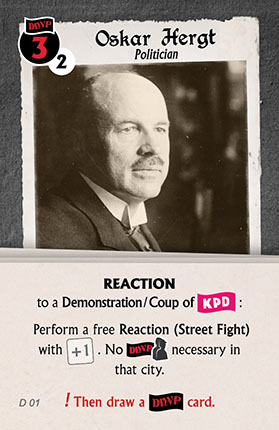 DNVP
3
2
Oskar Hergt
Politician
REACTION
to a Demonstration/Coup of KPD :
Perform a free Reaction (Street Fight)
with +1 . No DNVP necessary in
that city.
D 01
! Then draw a DNVP card.